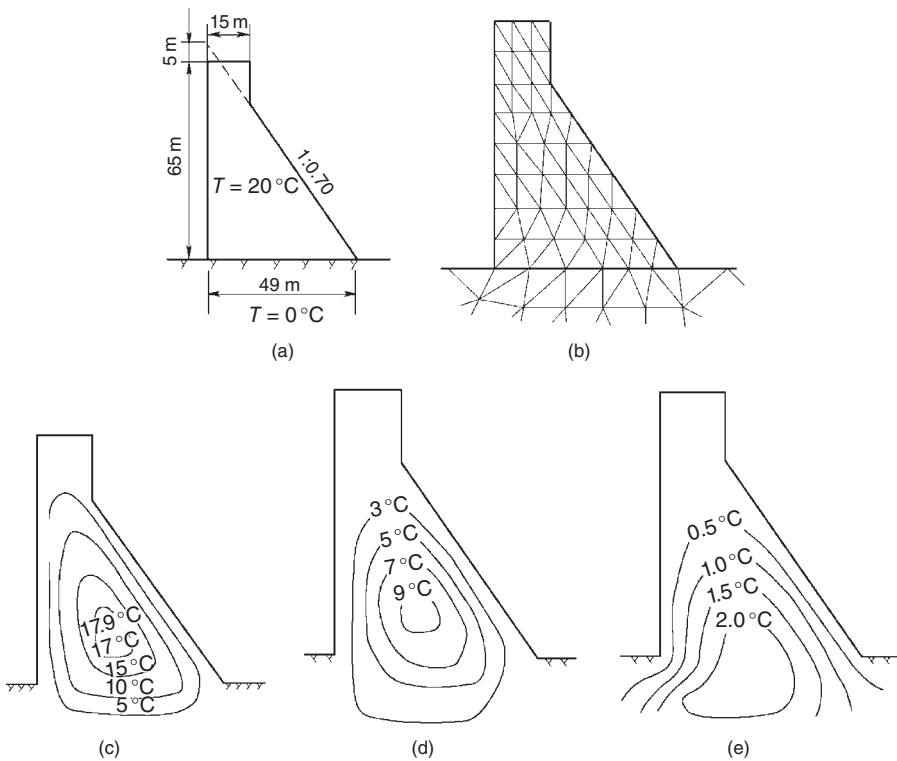 15 m
5 m
65 m
1:0.70
T = 20 °C
49 m
T = 0 °C
(a)
(b)
17.9 °C
17 °C
15 °C
10 °C
5 °C
(c)
3 °C
5 °C
7 °C
9 °C
(d)
0.5 °C
1.0 °C
1.5 °C
2.0 °C
(e)